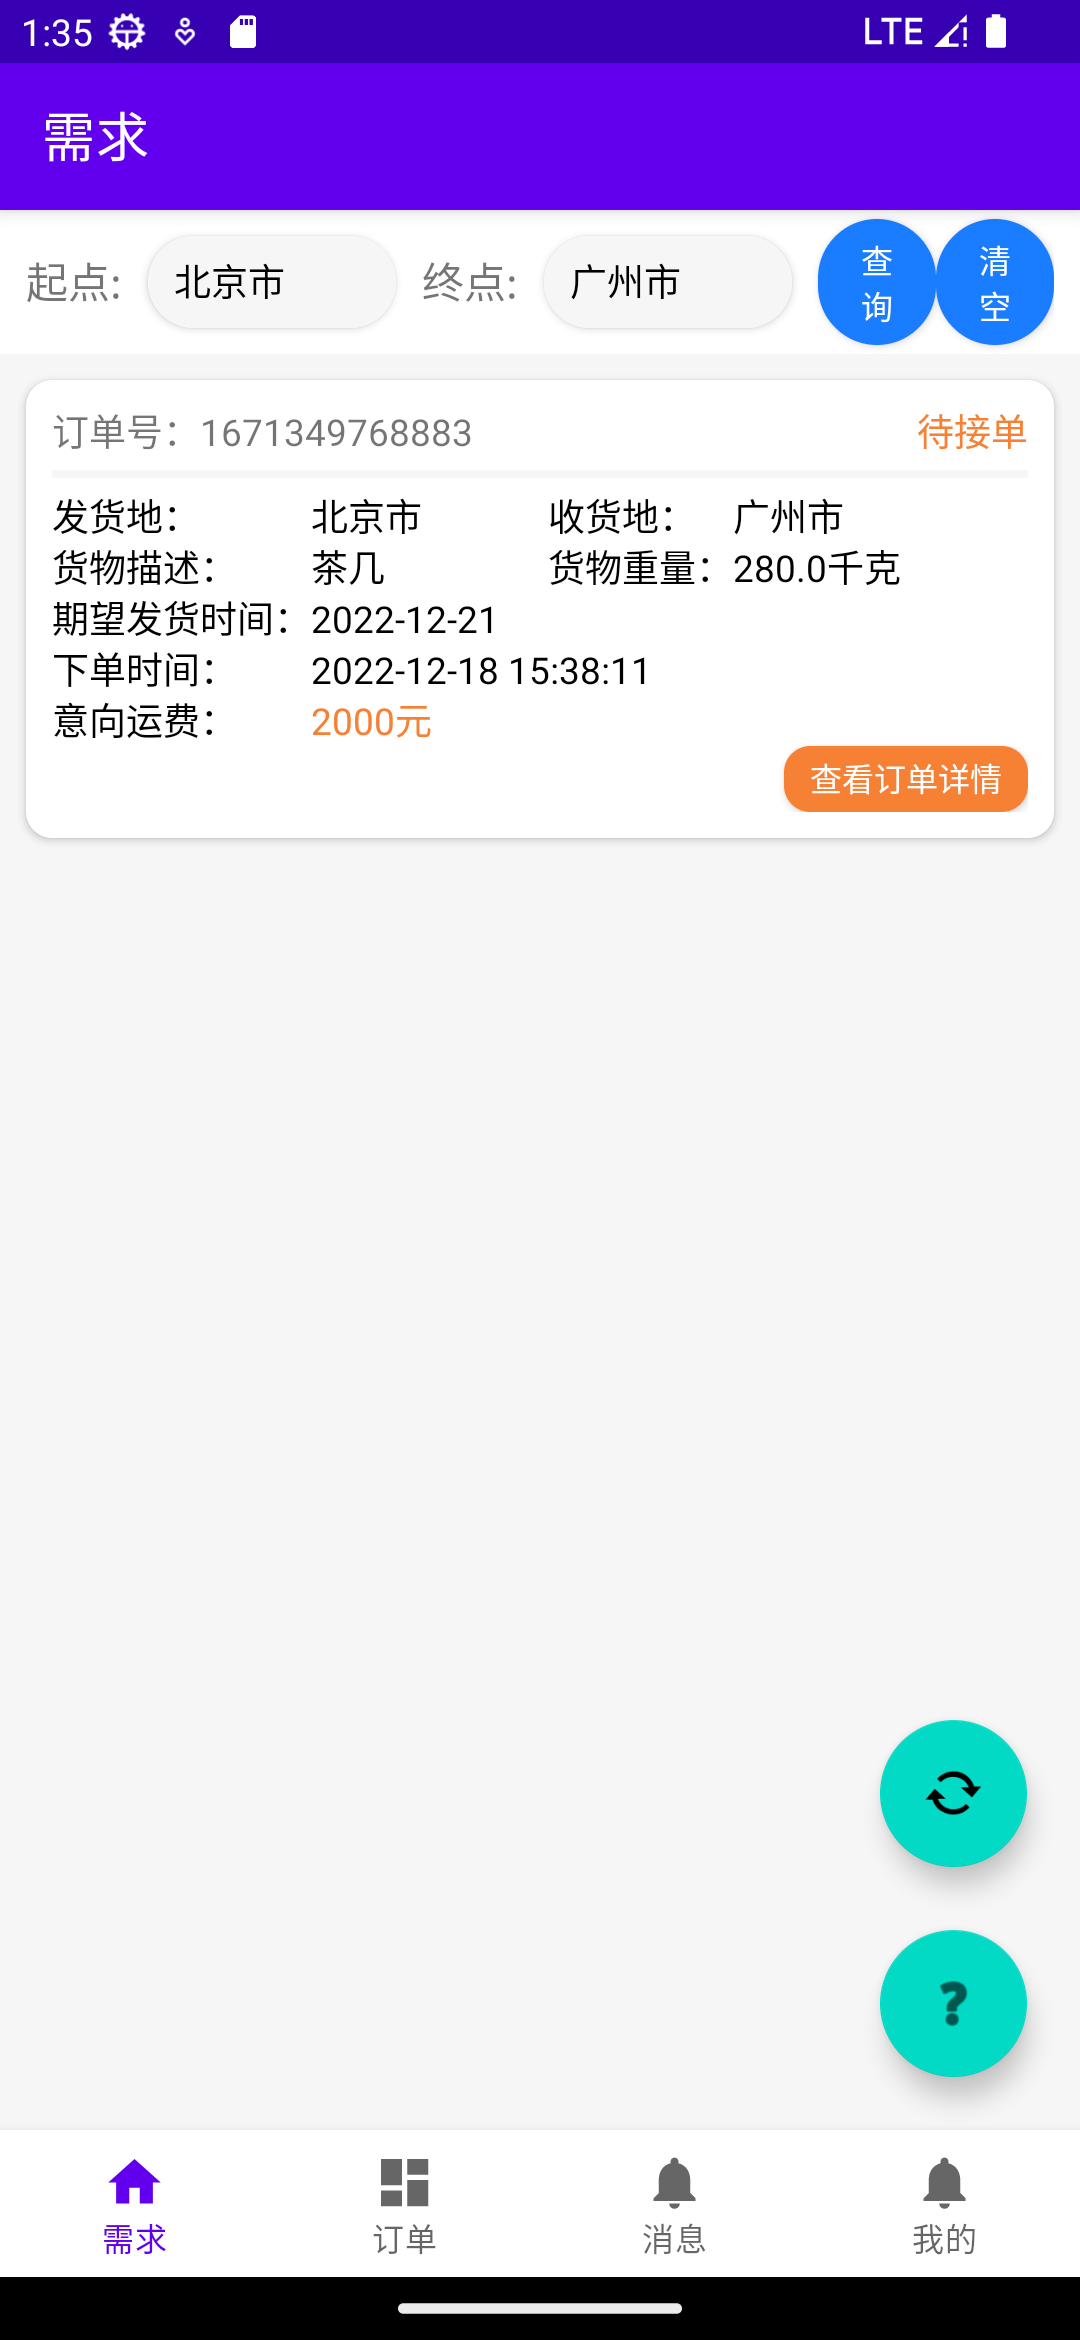 1:35 LTE
需求
起点: 北京市 终点: 广州市 查询 清空
订单号：1671349768883 待接单
发货地： 北京市 收货地： 广州市
货物描述： 茶几 货物重量：280.0千克
期望发货时间：2022-12-21
下单时间： 2022-12-18 15:38:11
意向运费： 2000元
查看订单详情
?
需求 订单 消息 我的